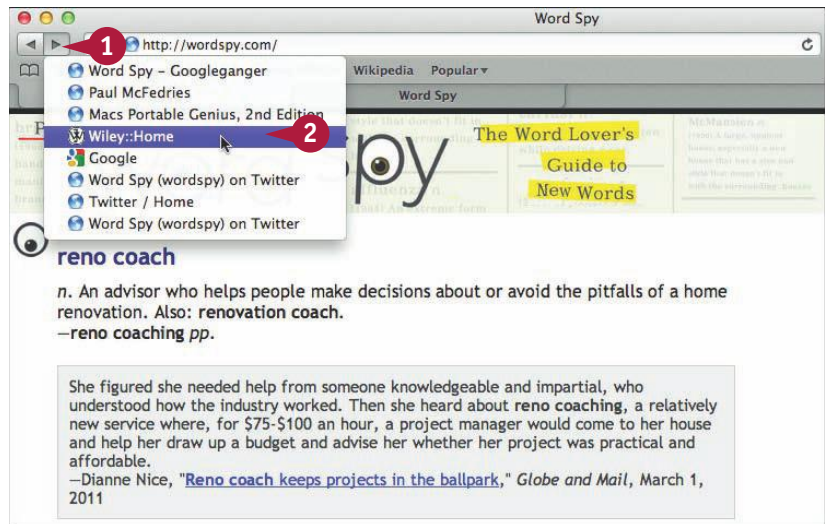 Word Spy
1
http://wordspy.com/
Wikipedia Popular
Word Spy
Word Spy – Googleganger
Paul McFedries
Macs Portable Genius, 2nd Edition
Wiley::Home
2
Google
Word Spy (wordspy) on Twitter
Twitter / Home
Word Spy (wordspy) on Twitter
py
The Word Lover's
Guide to
New Words
McMansion n.
reno coach
n. An advisor who helps people make decisions about or avoid the pitfalls of a home
renovation. Also: renovation coach.
—reno coaching pp.
She figured she needed help from someone knowledgeable and impartial, who
understood how the industry worked. Then she heard about reno coaching, a relatively
new service where, for $75-$100 an hour, a project manager would come to her house
and help her draw up a budget and advise her whether her project was practical and
affordable.
—Dianne Nice, "Reno coach keeps projects in the ballpark," Globe and Mail, March 1,
2011